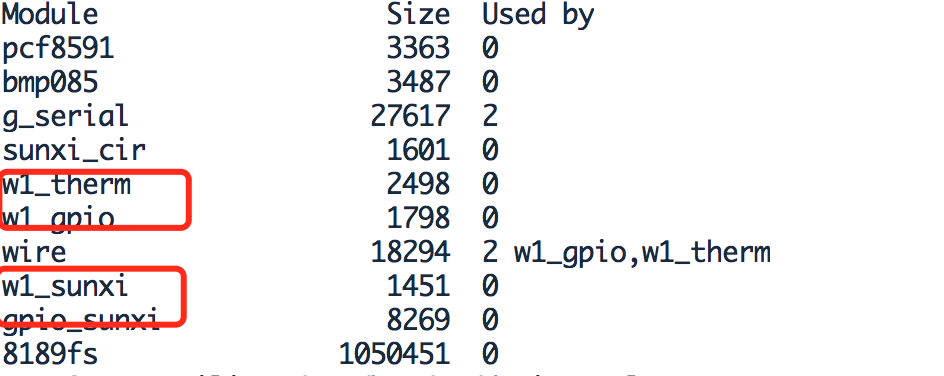 Module Size Used by
pcf8591 3363 0
bmp085 3487 0
g_serial 27617 2
sunxi_cir 1601 0
w1_therm 2498 0
w1_gpio 1798 0
wire 18294 2 w1_gpio,w1_therm
w1_sunxi 1451 0
gpio_sunxi 8269 0
8189fs 1050451 0